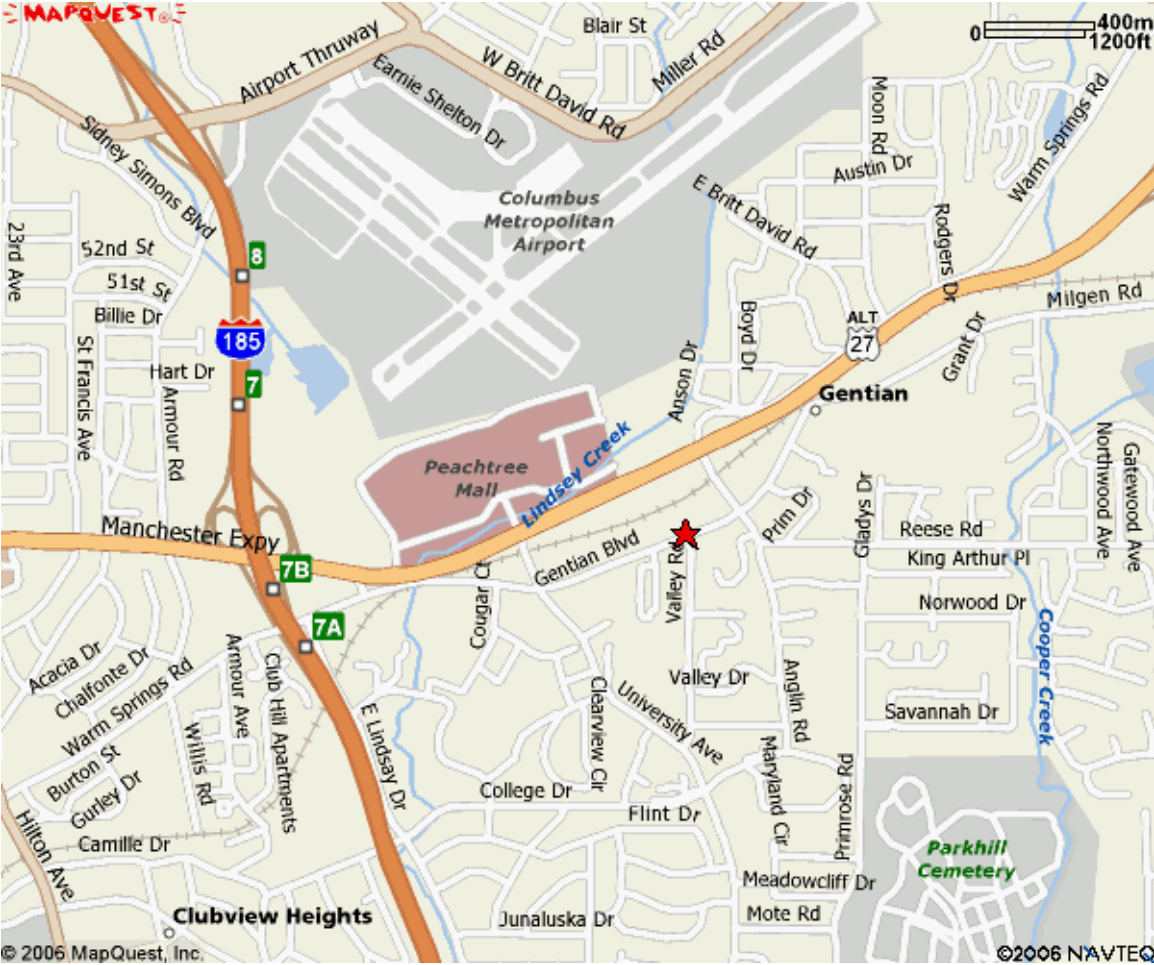 MAPQUEST
400m
0
1200ft
Blair St
Airport Thruway
W Britt David Rd
Miller Rd
Earnie Shelton Dr
Moon Rd
Warm Springs Rd
Sidney Simons Blvd
Austin Dr
Columbus
Metropolitan
Airport
E Britt David Rd
23rd Ave
52nd St
8
Rodgers Dr
51st St
Billie Dr
Milgen Rd
185
St Francis Ave
Boyd Dr
ALT
27
Grant Dr
Hart Dr
7
Armour Rd
Anson Dr
Gentian
Peachtree
Mall
Lindsey Creek
Northwood Ave
Gatewood Ave
Manchester Expy
Prim Dr
Gladys Dr
Reese Rd
Gentian Blvd
King Arthur Pl
7B
Valley Rd
Cougar Ct
Norwood Dr
7A
Cooper Creek
Acacia Dr
Chalfonte Dr
Warm Springs Rd
Armour Ave
Club Hill Apartments
Valley Dr
Anglin Rd
Clearview Cir
University Ave
Savannah Dr
E Lindsay Dr
Willis Rd
Burton St
Gurley Dr
Maryland Cir
Primrose Rd
College Dr
Flint Dr
Hilton Ave
Camille Dr
Parkhill
Cemetery
Meadowcliff Dr
Clubview Heights
Junaluska Dr
Mote Rd
© 2006 MapQuest, Inc.
©2006 NAVTEQ